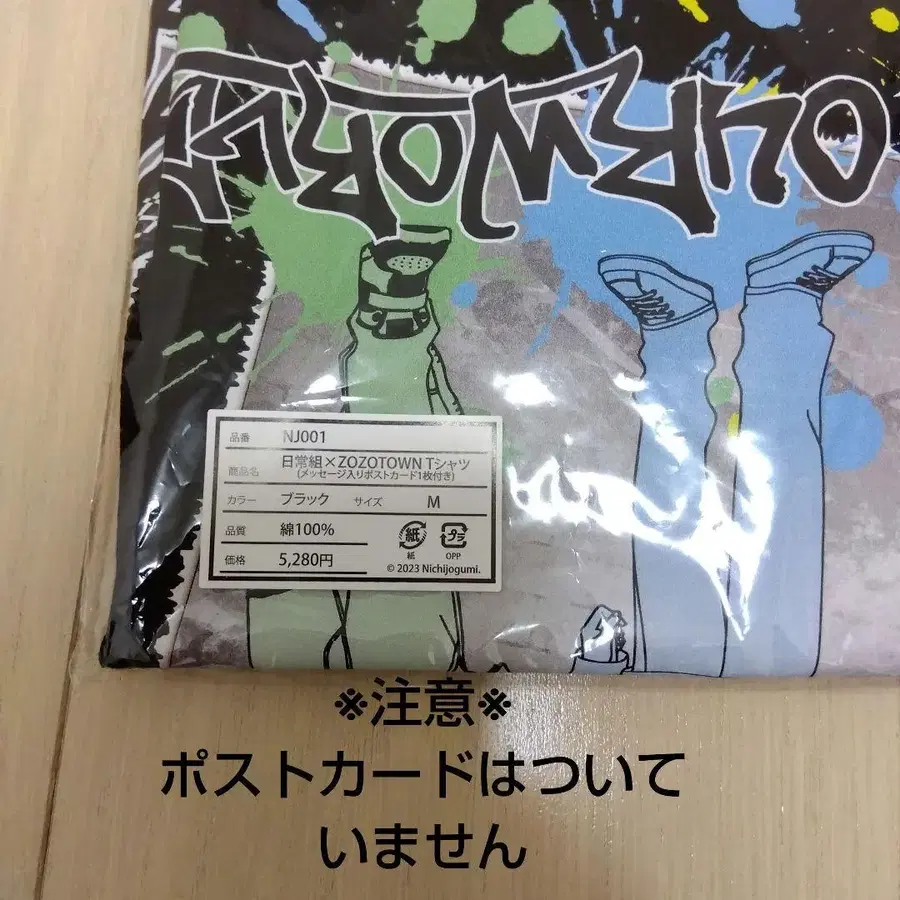 品番 NJ001
商品名 日常組×ZOZOTOWN Tシャツ
(メッセージ入りポストカード1枚付き)
カラー ブラック サイズ M
品質 綿100%
紙 プラ
紙 OPP
価格 5,280円
© 2023 Nichijogumi.
※注意※
ポストカードはついて
いません